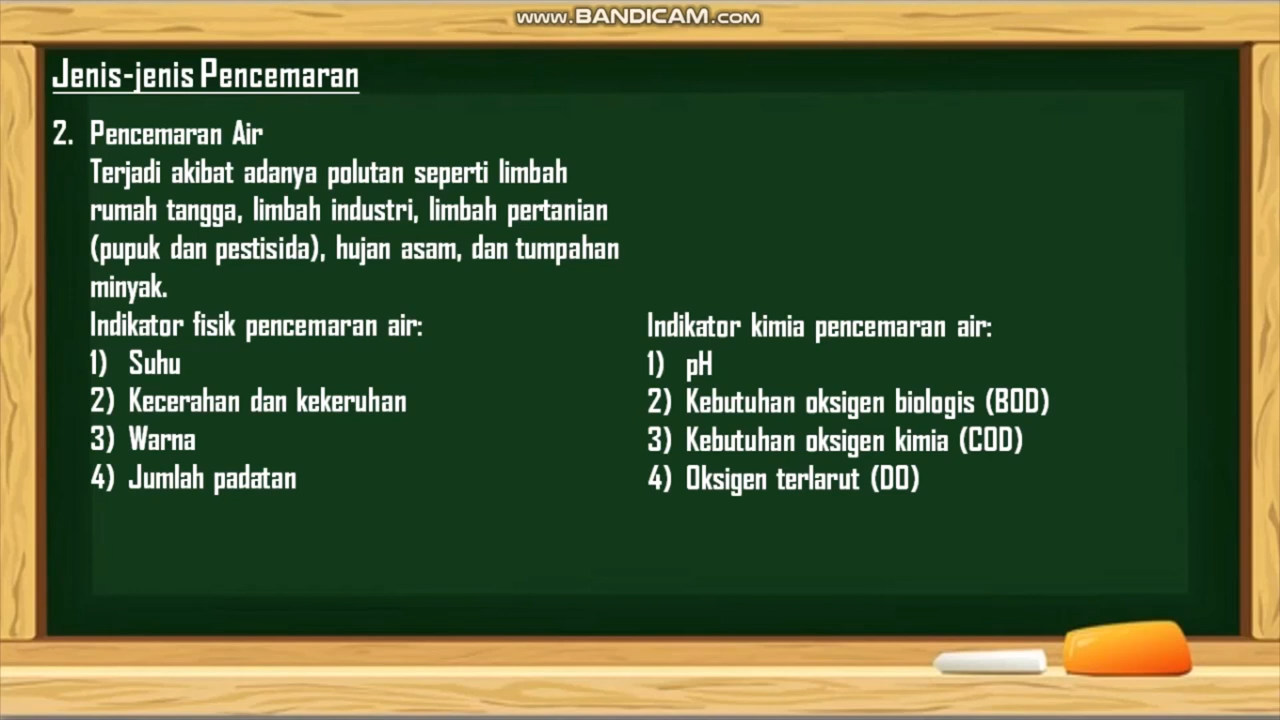 www.BANDICAM.com
Jenis-jenis Pencemaran
2. Pencemaran Air
Terjadi akibat adanya polutan seperti limbah
rumah tangga, limbah industri, limbah pertanian
(pupuk dan pestisida), hujan asam, dan tumpahan
minyak.
Indikator fisik pencemaran air:
1) Suhu
2) Kecerahan dan kekeruhan
3) Warna
4) Jumlah padatan
Indikator kimia pencemaran air:
1) pH
2) Kebutuhan oksigen biologis (BOD)
3) Kebutuhan oksigen kimia (COD)
4) Oksigen terlarut (DO)